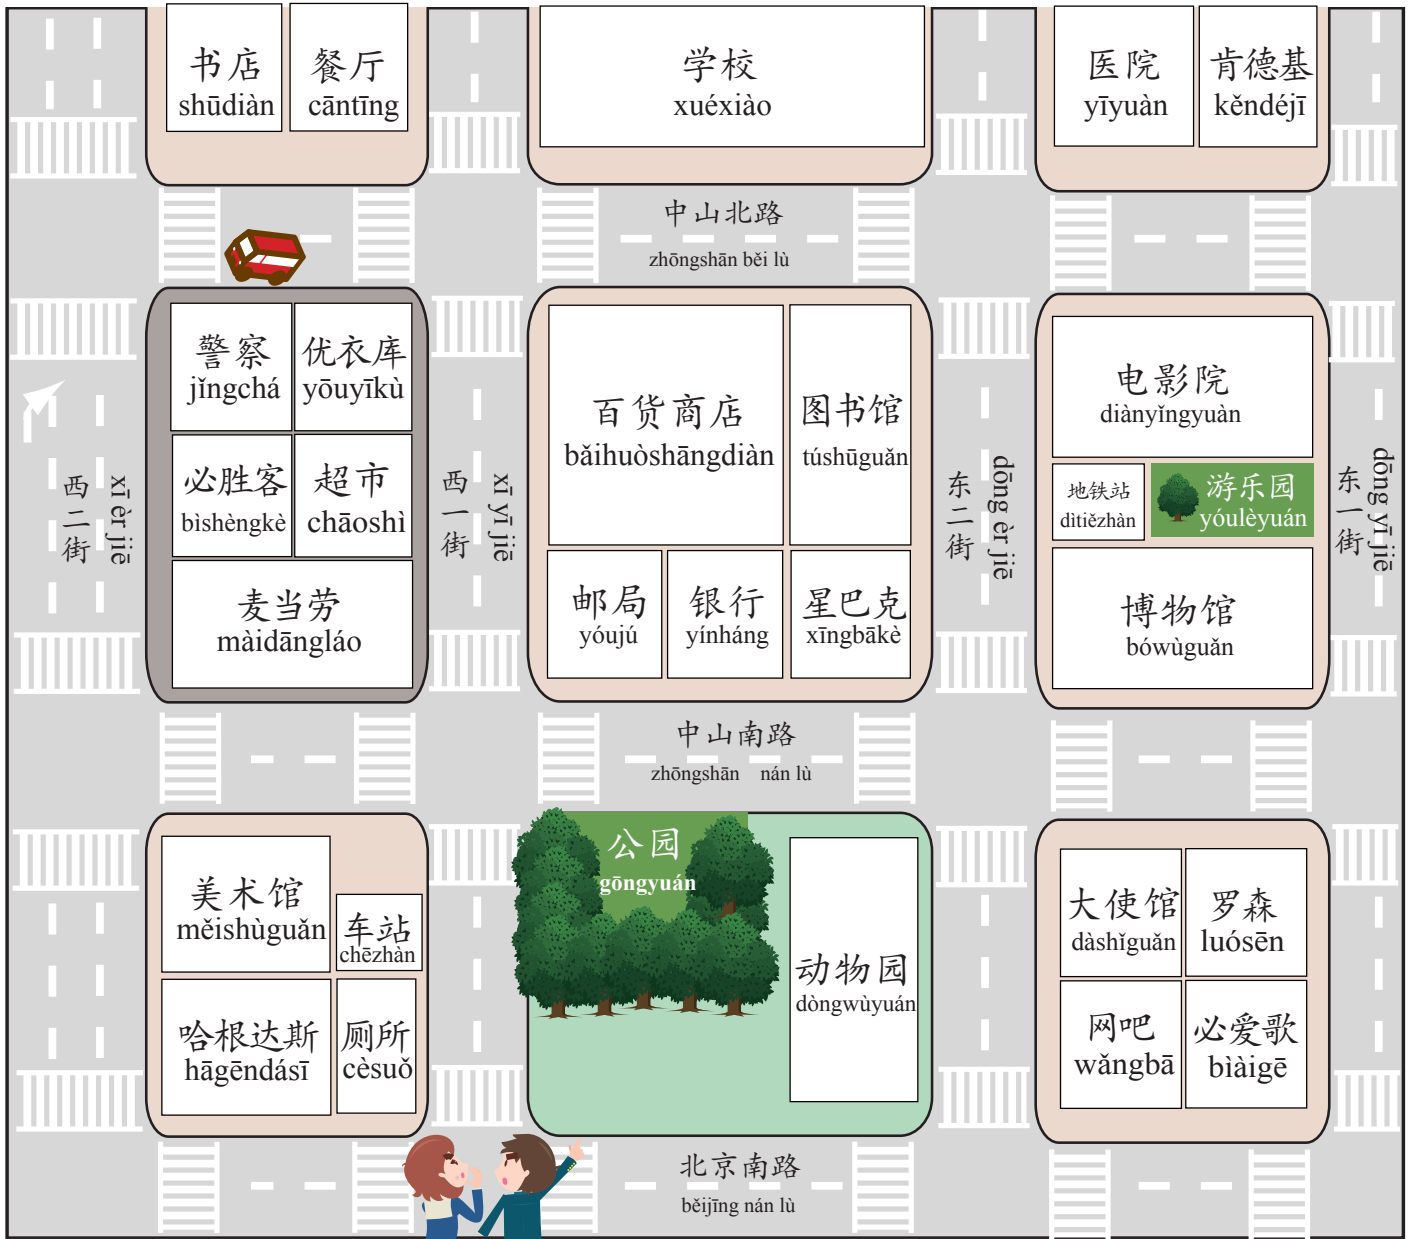 书店
shūdiàn
餐厅
cāntīng
学校
xuéxiào
医院
yīyuàn
肯德基
kěndéjī
中山北路
zhōngshān běi lù
警察
jǐngchá
优衣库
yōuyīkù
必胜客
bìshèngkè
超市
chāoshì
麦当劳
màidāngláo
百货商店
bǎihuòshāngdiàn
图书馆
túshūguǎn
邮局
yóujú
银行
yínháng
星巴克
xīngbākè
电影院
diànyǐngyuàn
地铁站
dìtiězhàn
游乐园
yóulèyuán
博物馆
bówùguǎn
西二街
xī èr jiē
西一街
xī yī jiē
东二街
dōng èr jiē
东一街
dōng yī jiē
中山南路
zhōngshān nán lù
美术馆
měishùguǎn
车站
chēzhàn
哈根达斯
hāgēndásī
厕所
cèsuǒ
公园
gōngyuán
动物园
dòngwùyuán
大使馆
dàshǐguǎn
罗森
luósēn
网吧
wǎngbā
必爱歌
bìàigē
北京南路
běijīng nán lù